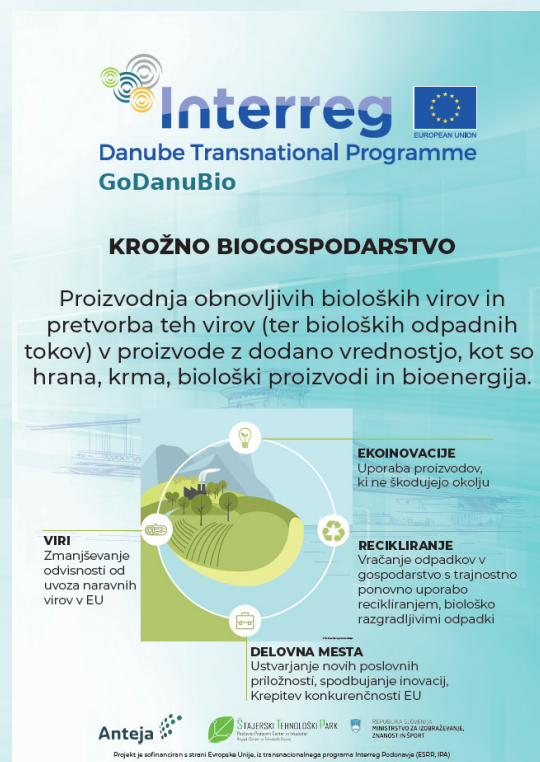 Interreg
EUROPEAN UNION
Danube Transnational Programme
GoDanuBio
KROŽNO BIOGOSPODARSTVO
Proizvodnja obnovljivih bioloških virov in
pretvorba teh virov (ter bioloških odpadnih
tokov) v proizvode z dodano vrednostjo, kot so
hrana, krma, biološki proizvodi in bioenergija.
EKOINOVACIJE
Uporaba proizvodov,
ki ne škodujejo okolju
VIRI
Zmanjševanje
odvisnosti od
uvoza naravnih
virov v EU
RECIKLIRANJE
Vračanje odpadkov v
gospodarstvo s trajnostno
ponovno uporabo
recikliranjem, biološko
razgradljivimi odpadki
DELOVNA MESTA
Ustvarjanje novih poslovnih
priložnosti, spodbujanje inovacij,
Krepitev konkurenčnosti EU
Anteja
ŠTAJERSKI TEHNOLOŠKI PARK
REPUBLIKA SLOVENIJA
MINISTRSTVO ZA IZOBRAŽEVANJE,
ZNANOST IN ŠPORT
Projekt je sofinanciran s strani Evropske Unije, iz transnacionalnega programa Interreg Podonavje (ESRR, IPA)